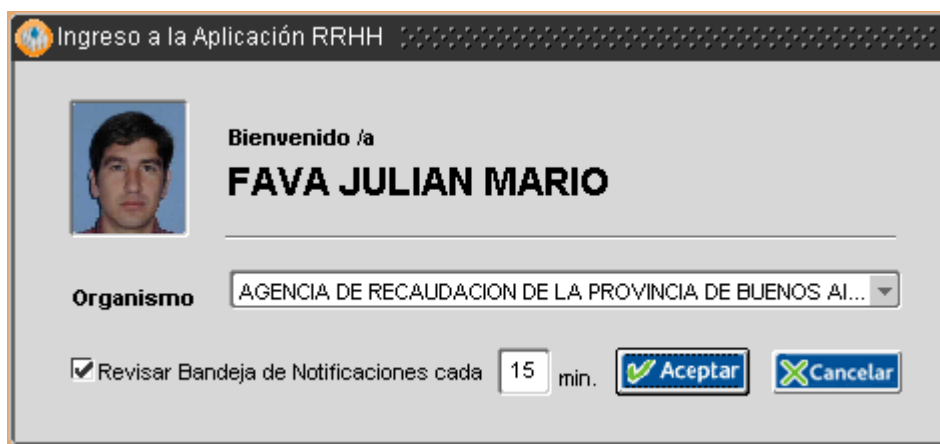 Ingreso a la Aplicación RRHH
Bienvenido /a
FAVA JULIAN MARIO
Organismo AGENCIA DE RECAUDACION DE LA PROVINCIA DE BUENOS AI...
Revisar Bandeja de Notificaciones cada 15 min. Aceptar Cancelar